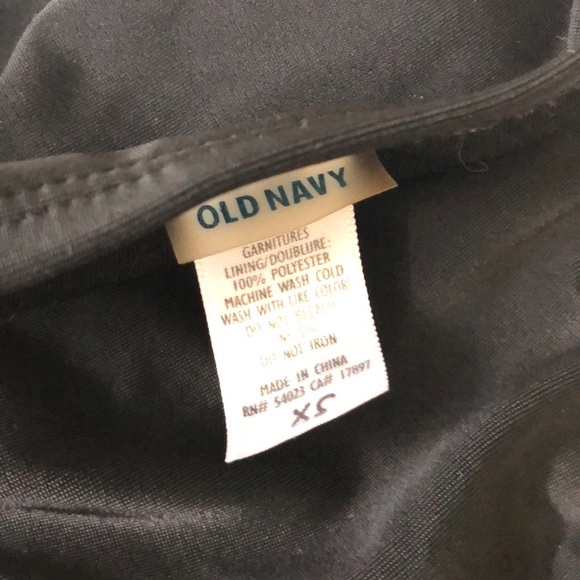 OLD NAVY
GARNITURES
LINING/DOUBLURE:
100% POLYESTER
MACHINE WASH COLD
WASH WITH LIKE COLOR
DO NOT BLEACH
DO NOT IRON
MADE IN CHINA
RN# 54023 CA# 17897
XS